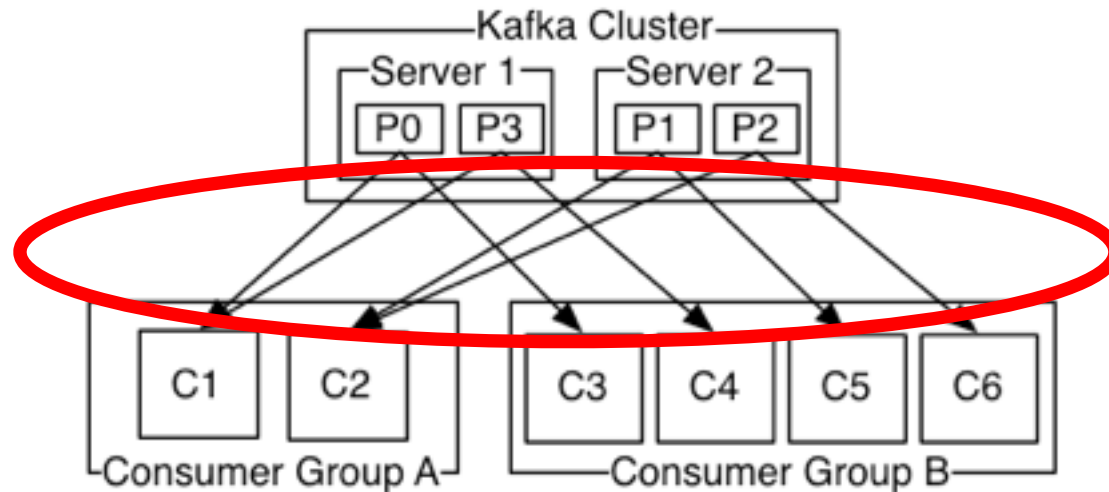 Kafka Cluster
Server 1 Server 2
P0 P3 P1 P2
C1 C2 C3 C4 C5 C6
Consumer Group A Consumer Group B